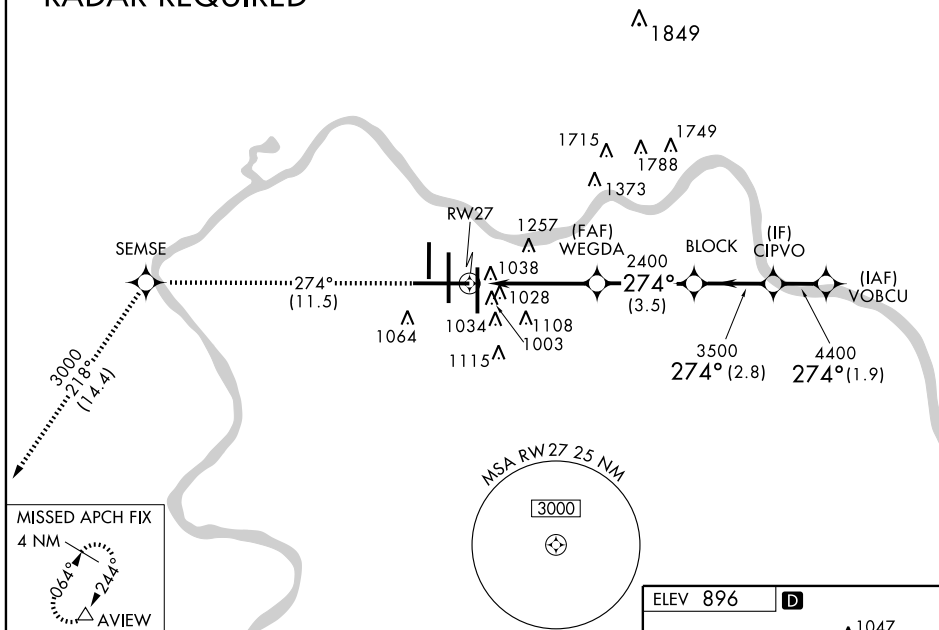 RADAR REQUIRED
1849
1715
1788
1749
1373
RW27
1257
(FAF)
WEGDA
2400
274°
(3.5)
BLOCK
(IF)
CIPVO
(IAF)
VOBCU
SEMSE
274°
(11.5)
1038
1028
1034
1003
1108
1064
1115
3500
274° (2.8)
4400
274° (1.9)
3000
218°
(14.4)
MSA RW27 25 NM
3000
MISSED APCH FIX
4 NM
064°
244°
AVIEW
ELEV 896
D
1047